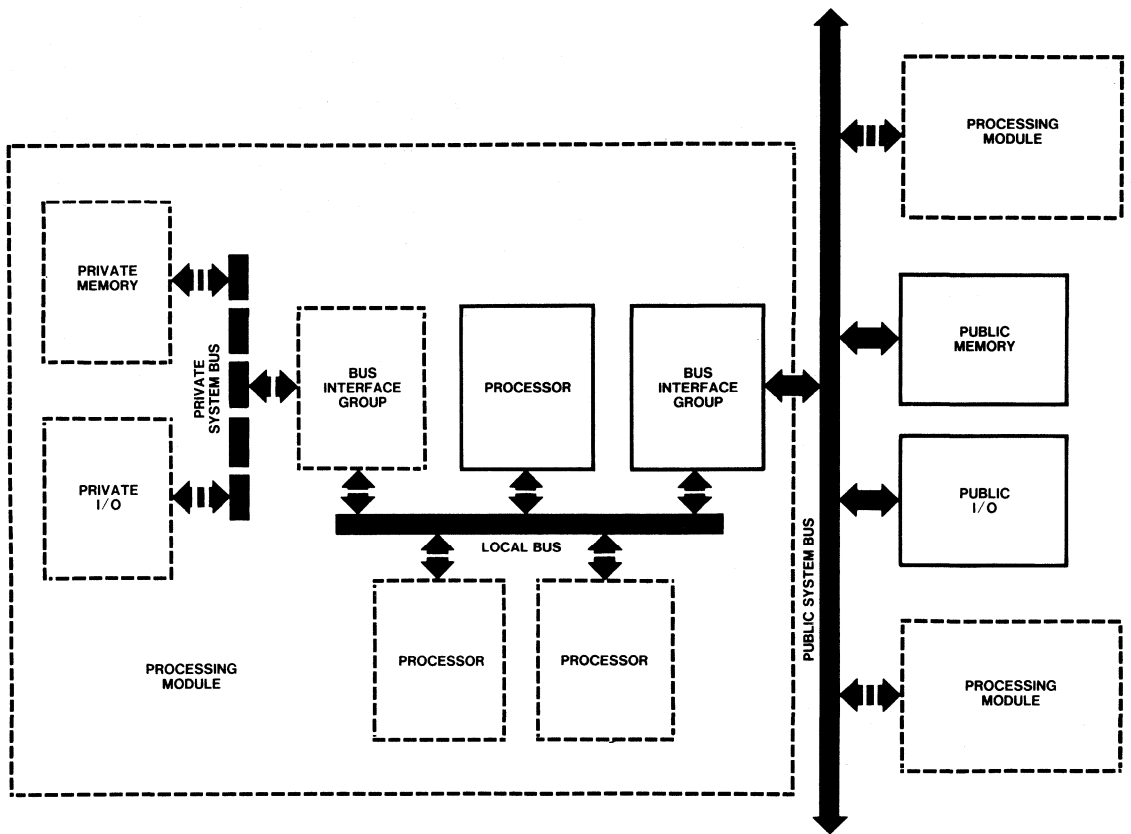 PROCESSING
MODULE
PRIVATE
MEMORY
PRIVATE
SYSTEM BUS
BUS
INTERFACE
GROUP
PROCESSOR
BUS
INTERFACE
GROUP
PUBLIC
MEMORY
PRIVATE
I/O
PUBLIC
I/O
LOCAL BUS
PUBLIC SYSTEM BUS
PROCESSOR
PROCESSOR
PROCESSING
MODULE
PROCESSING
MODULE